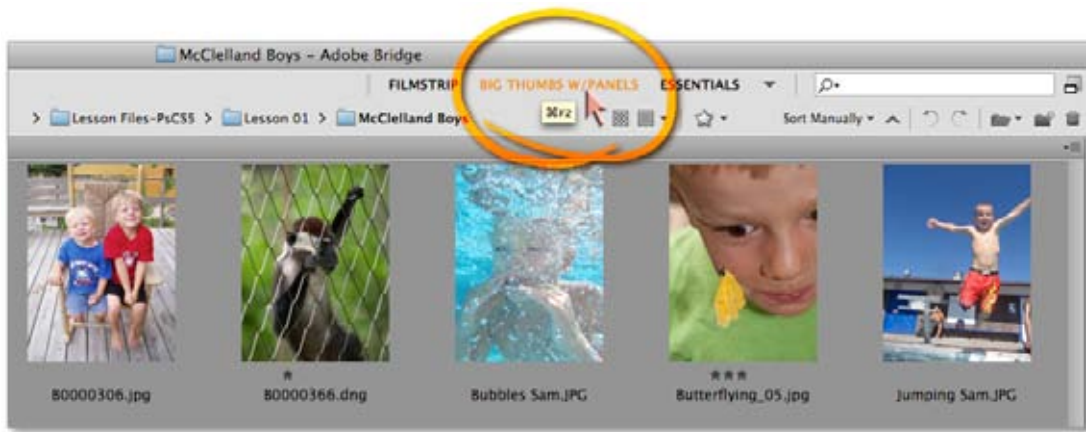 McClelland Boys – Adobe Bridge
FILMSTRIP BIG THUMBS W/PANELS ESSENTIALS
> Lesson Files-PsCS5 > Lesson 01 > McClelland Boys ⌘F2 Sort Manually
B0000306.jpg B0000366.dng Bubbles Sam.JPG Butterflying_05.jpg Jumping Sam.JPG